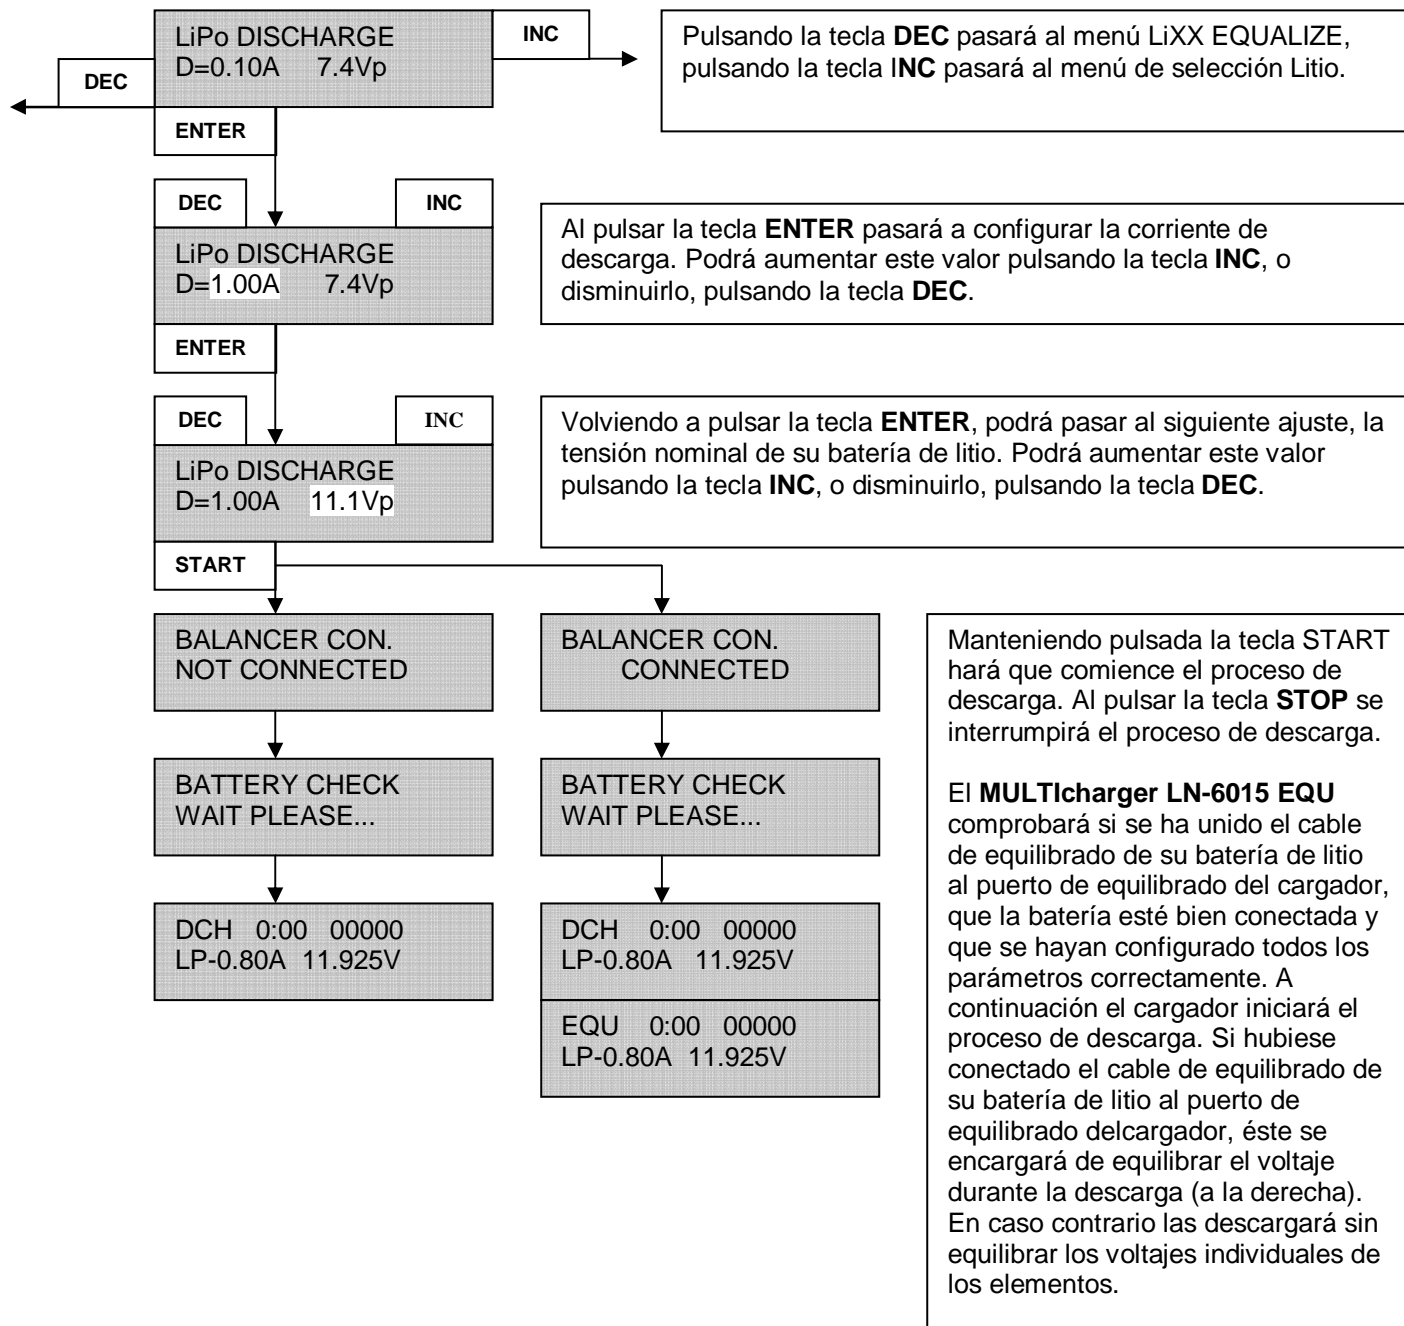 LiPo DISCHARGE
D=0.10A 7.4Vp
INC
DEC
ENTER
Pulsando la tecla DEC pasará al menú LiXX EQUALIZE,
pulsando la tecla INC pasará al menú de selección Litio.
DEC
INC
LiPo DISCHARGE
D=1.00A 7.4Vp
ENTER
Al pulsar la tecla ENTER pasará a configurar la corriente de
descarga. Podrá aumentar este valor pulsando la tecla INC, o
disminuirlo, pulsando la tecla DEC.
DEC
INC
LiPo DISCHARGE
D=1.00A 11.1Vp
START
Volviendo a pulsar la tecla ENTER, podrá pasar al siguiente ajuste, la
tensión nominal de su batería de litio. Podrá aumentar este valor
pulsando la tecla INC, o disminuirlo, pulsando la tecla DEC.
BALANCER CON.
NOT CONNECTED
BATTERY CHECK
WAIT PLEASE...
DCH 0:00 00000
LP-0.80A 11.925V
BALANCER CON.
CONNECTED
BATTERY CHECK
WAIT PLEASE...
DCH 0:00 00000
LP-0.80A 11.925V
EQU 0:00 00000
LP-0.80A 11.925V
Manteniendo pulsada la tecla START
hará que comience el proceso de
descarga. Al pulsar la tecla STOP se
interrumpirá el proceso de descarga.
El MULTIcharger LN-6015 EQU
comprobará si se ha unido el cable
de equilibrado de su batería de litio
al puerto de equilibrado del cargador,
que la batería esté bien conectada y
que se hayan configurado todos los
parámetros correctamente. A
continuación el cargador iniciará el
proceso de descarga. Si hubiese
conectado el cable de equilibrado de
su batería de litio al puerto de
equilibrado delcargador, éste se
encargará de equilibrar el voltaje
durante la descarga (a la derecha).
En caso contrario las descargará sin
equilibrar los voltajes individuales de
los elementos.